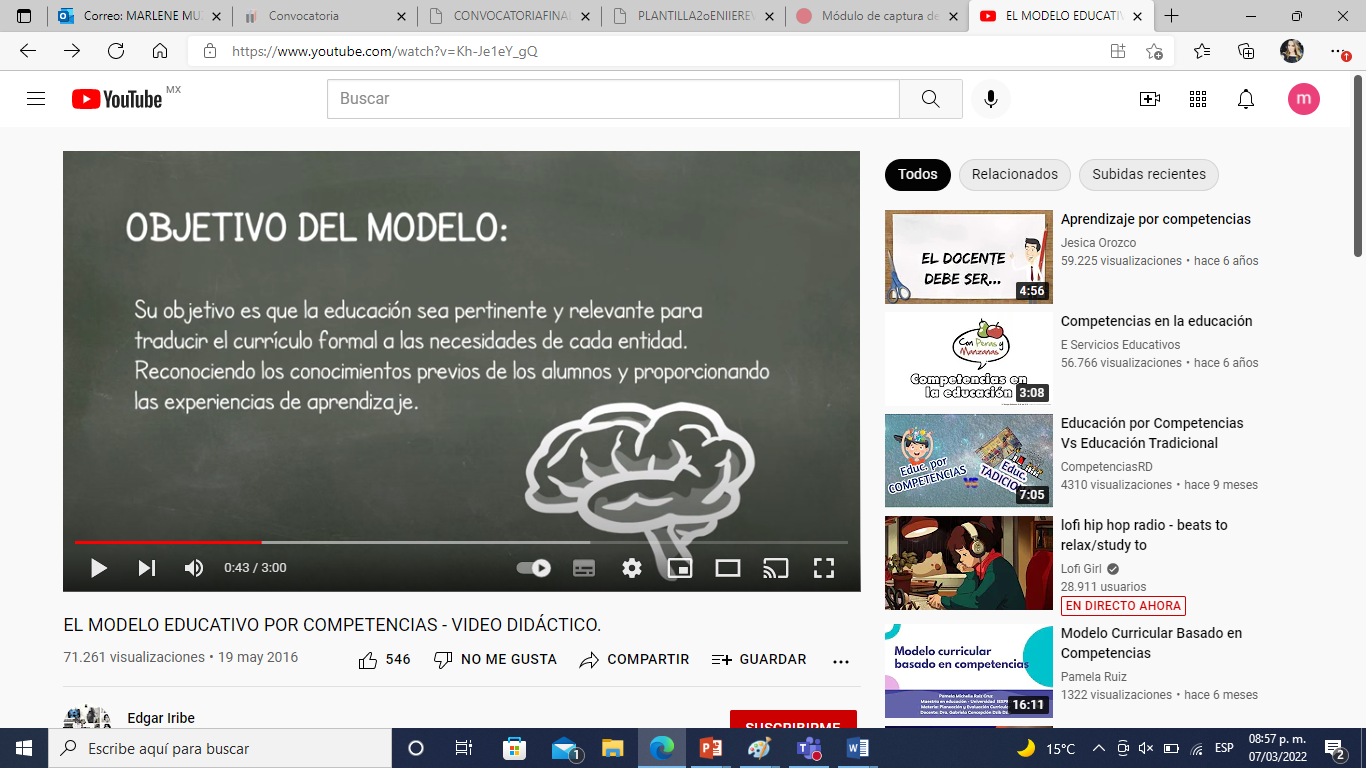 Correo: MARLENE MU
Convocatoria
CONVOCATORIAFINA
PLANTILLA2oENIIERE
Módulo de captura de
EL MODELO EDUCATIV
https://www.youtube.com/watch?v=Kh-Je1eY_gQ
YouTube MX
Buscar
m
OBJETIVO DEL MODELO:
Su objetivo es que la educación sea pertinente y relevante para
traducir el currículo formal a las necesidades de cada entidad.
Reconociendo los conocimientos previos de los alumnos y proporcionando
las experiencias de aprendizaje.
0:43 / 3:00
EL MODELO EDUCATIVO POR COMPETENCIAS - VIDEO DIDÁCTICO.
71.261 visualizaciones • 19 may 2016
546 NO ME GUSTA COMPARTIR GUARDAR
Edgar Iribe
SUSCRIBIRME
Todos Relacionados Subidas recientes
EL DOCENTE
DEBE SER...
4:56
Aprendizaje por competencias
Jesica Orozco
59.225 visualizaciones • hace 6 años
Con Peras y
Manzanas
Competencias en
la educación
3:08
Competencias en la educación
E Servicios Educativos
56.766 visualizaciones • hace 6 años
Educ. por
COMPETENCIAS
VS
Educ.
TADICIO
7:05
Educación por Competencias
Vs Educación Tradicional
CompetenciasRD
4310 visualizaciones • hace 9 meses
lofi hip hop radio - beats to
relax/study to
Lofi Girl
28.911 usuarios
EN DIRECTO AHORA
Modelo curricular
basado en competencias
16:11
Modelo Curricular Basado en
Competencias
Pamela Ruiz
1322 visualizaciones • hace 6 meses
Escribe aquí para buscar
1
15°C
ESP
08:57 p. m.
07/03/2022
2